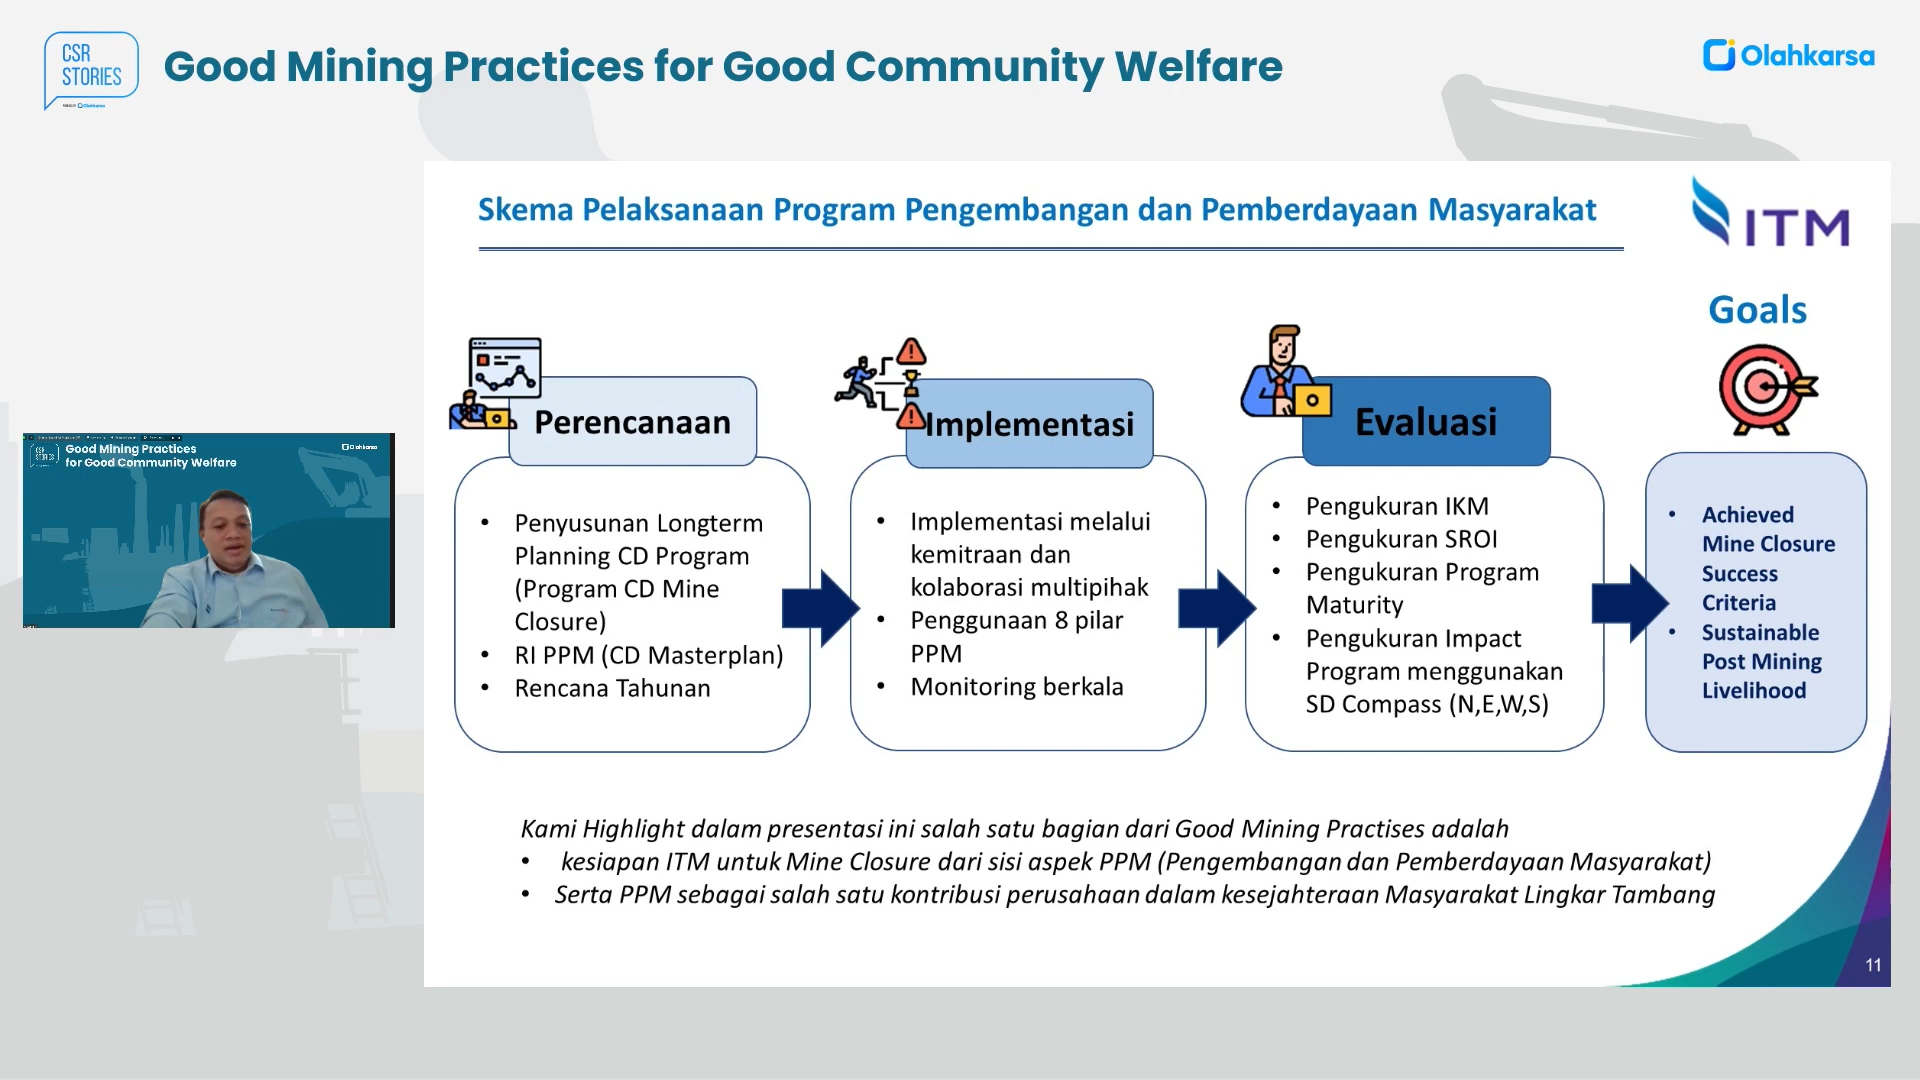 CSR
STORIES
Good Mining Practices for Good Community Welfare
Olahkarsa
Skema Pelaksanaan Program Pengembangan dan Pemberdayaan Masyarakat
ITM
Goals
Perencanaan
Implementasi
Evaluasi
• Penyusunan Longterm
Planning CD Program
(Program CD Mine
Closure)
• RI PPM (CD Masterplan)
• Rencana Tahunan
• Implementasi melalui
kemitraan dan
kolaborasi multipihak
• Penggunaan 8 pilar
PPM
• Monitoring berkala
• Pengukuran IKM
• Pengukuran SROI
• Pengukuran Program
Maturity
• Pengukuran Impact
Program menggunakan
SD Compass (N,E,W,S)
• Achieved
Mine Closure
Success
Criteria
• Sustainable
Post Mining
Livelihood
Good Mining Practices
for Good Community Welfare
Olahkarsa
CSR
STORIES
Kami Highlight dalam presentasi ini salah satu bagian dari Good Mining Practises adalah
• kesiapan ITM untuk Mine Closure dari sisi aspek PPM (Pengembangan dan Pemberdayaan Masyarakat)
• Serta PPM sebagai salah satu kontribusi perusahaan dalam kesejahteraan Masyarakat Lingkar Tambang
11